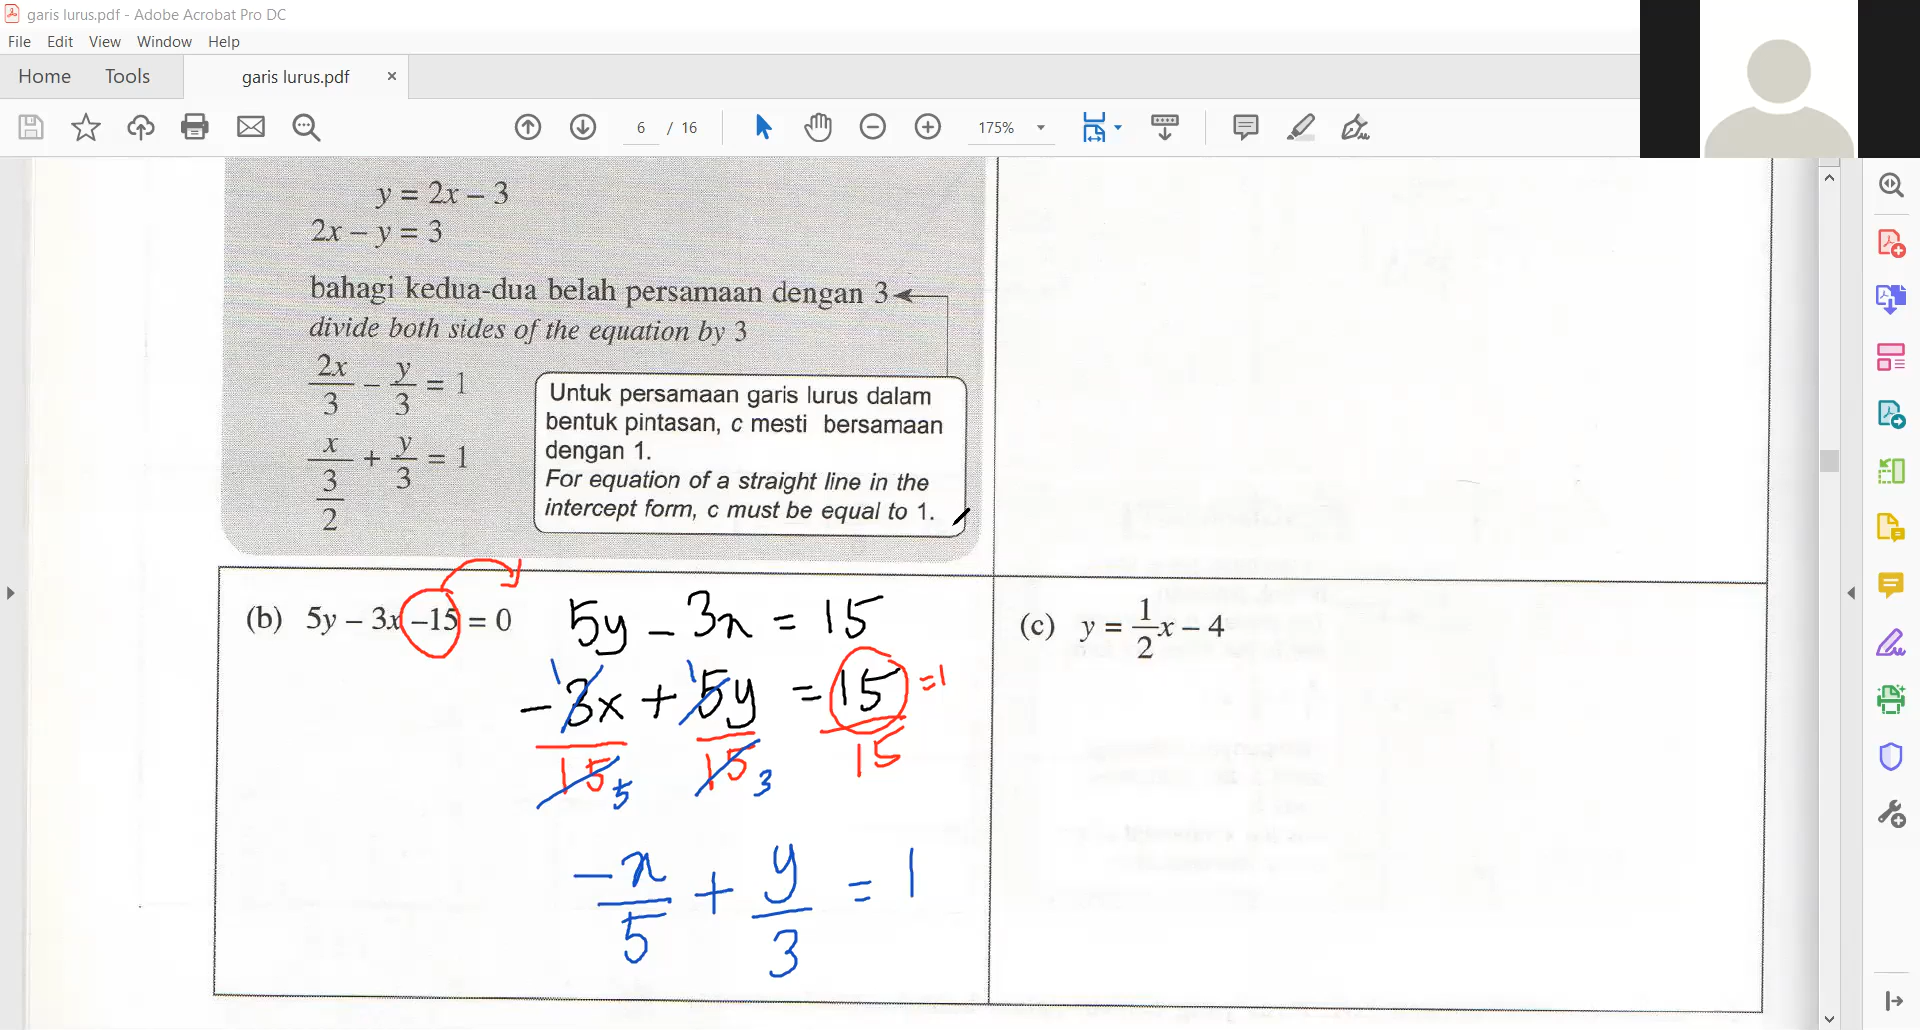 garis lurus.pdf - Adobe Acrobat Pro DC
File Edit View Window Help
Home Tools garis lurus.pdf ×
6 / 16 175%
y = 2x – 3
2x – y = 3
bahagi kedua-dua belah persamaan dengan 3
divide both sides of the equation by 3
2x/3 – y/3 = 1
x/(3/2) + y/3 = 1
Untuk persamaan garis lurus dalam
bentuk pintasan, c mesti bersamaan
dengan 1.
For equation of a straight line in the
intercept form, c must be equal to 1.
(b) 5y – 3x –15 = 0
5y – 3x = 15
1 1
–3x/15 + 5y/15 = 15/15 =1
5 3
–x/5 + y/3 = 1
(c) y = 1/2 x – 4